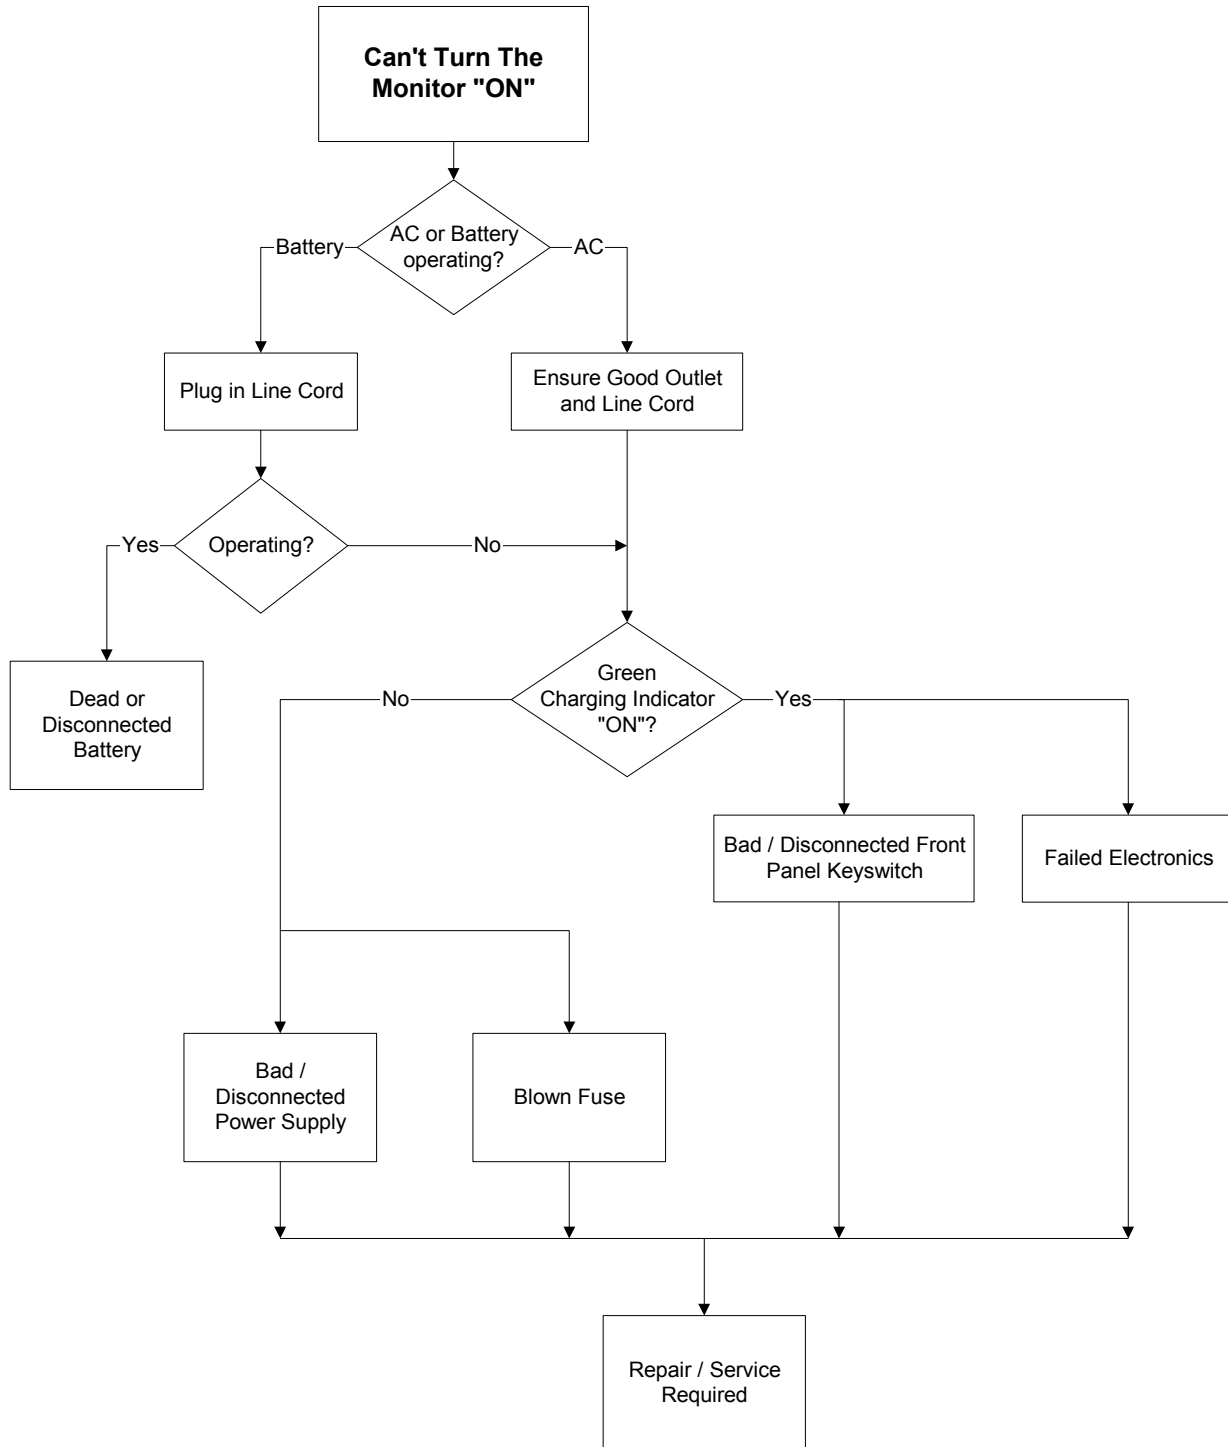 Can't Turn The
Monitor "ON"
AC or Battery
operating?
Battery
AC
Plug in Line Cord
Ensure Good Outlet
and Line Cord
Operating?
Yes
No
Dead or
Disconnected
Battery
Green
Charging Indicator
"ON"?
No
Yes
Bad / Disconnected Front
Panel Keyswitch
Failed Electronics
Bad /
Disconnected
Power Supply
Blown Fuse
Repair / Service
Required